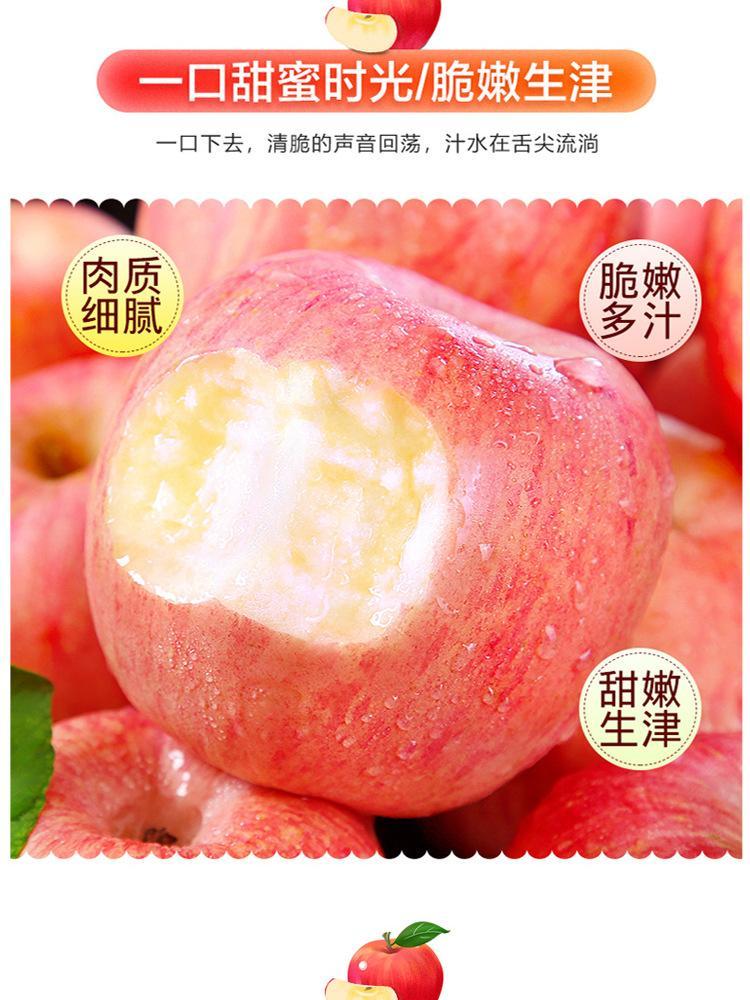 一口甜蜜时光/脆嫩生津
一口下去，清脆的声音回荡，汁水在舌尖流淌
肉质
细腻
脆嫩
多汁
甜嫩
生津